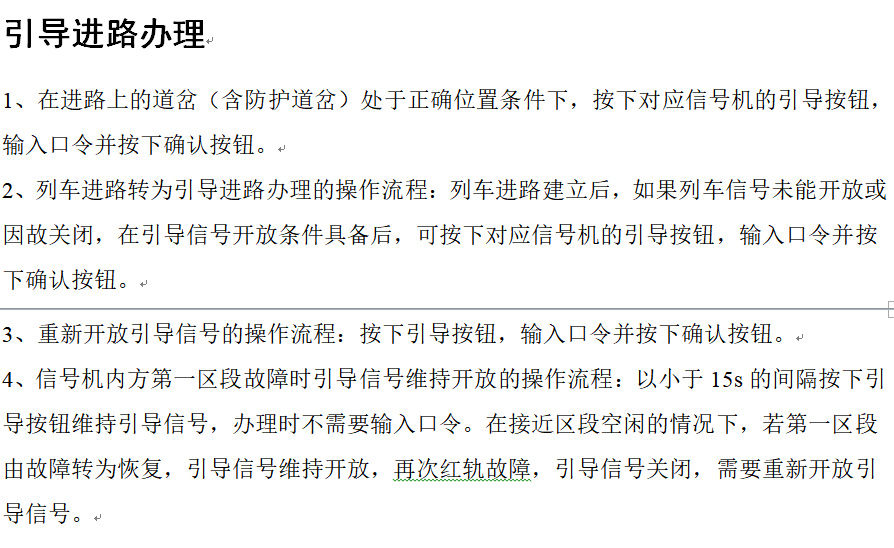 引导进路办理
1、在进路上的道岔（含防护道岔）处于正确位置条件下，按下对应信号机的引导按钮，
输入口令并按下确认按钮。
2、列车进路转为引导进路办理的操作流程：列车进路建立后，如果列车信号未能开放或
因故关闭，在引导信号开放条件具备后，可按下对应信号机的引导按钮，输入口令并按
下确认按钮。
3、重新开放引导信号的操作流程：按下引导按钮，输入口令并按下确认按钮。
4、信号机内方第一区段故障时引导信号维持开放的操作流程：以小于 15s 的间隔按下引
导按钮维持引导信号，办理时不需要输入口令。在接近区段空闲的情况下，若第一区段
由故障转为恢复，引导信号维持开放，再次红轨故障，引导信号关闭，需要重新开放引
导信号。